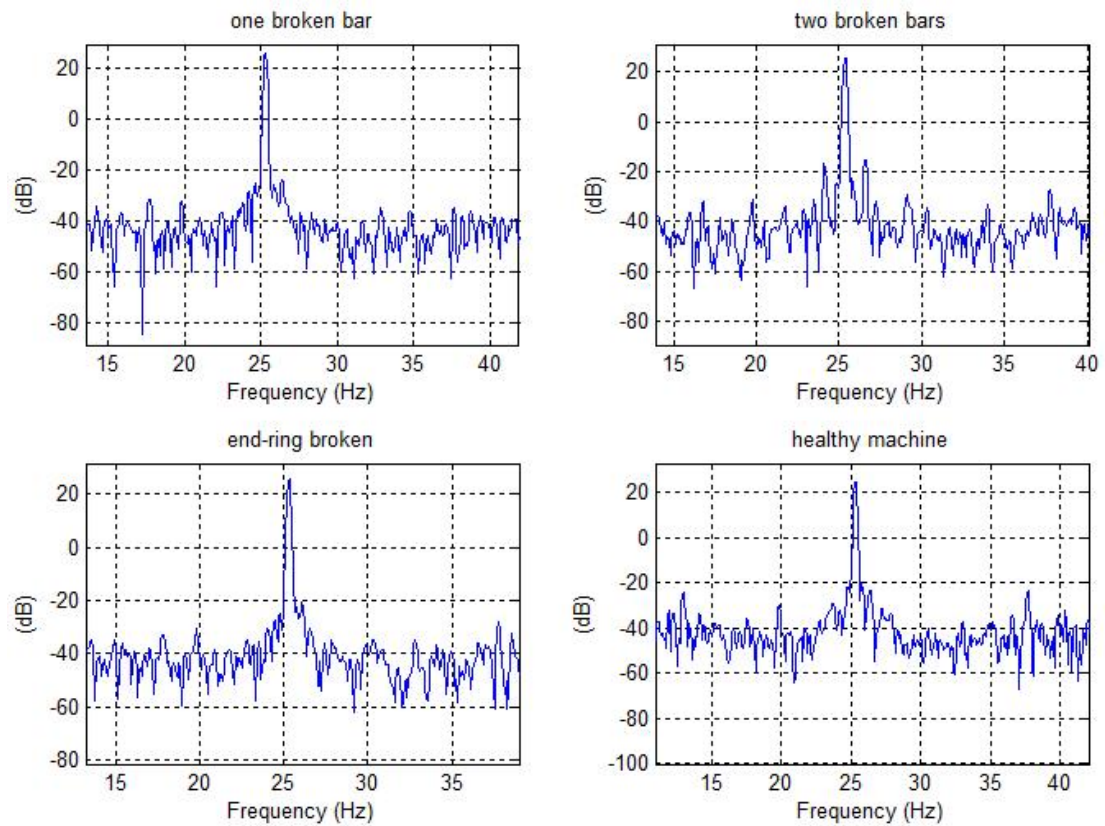 one broken bar
20
0
-20
-40
-60
-80
(dB)
15 20 25 30 35 40
Frequency (Hz)
two broken bars
20
0
-20
-40
-60
-80
(dB)
15 20 25 30 35 40
Frequency (Hz)
end-ring broken
20
0
-20
-40
-60
-80
(dB)
15 20 25 30 35
Frequency (Hz)
healthy machine
20
0
-20
-40
-60
-80
-100
(dB)
15 20 25 30 35 40
Frequency (Hz)